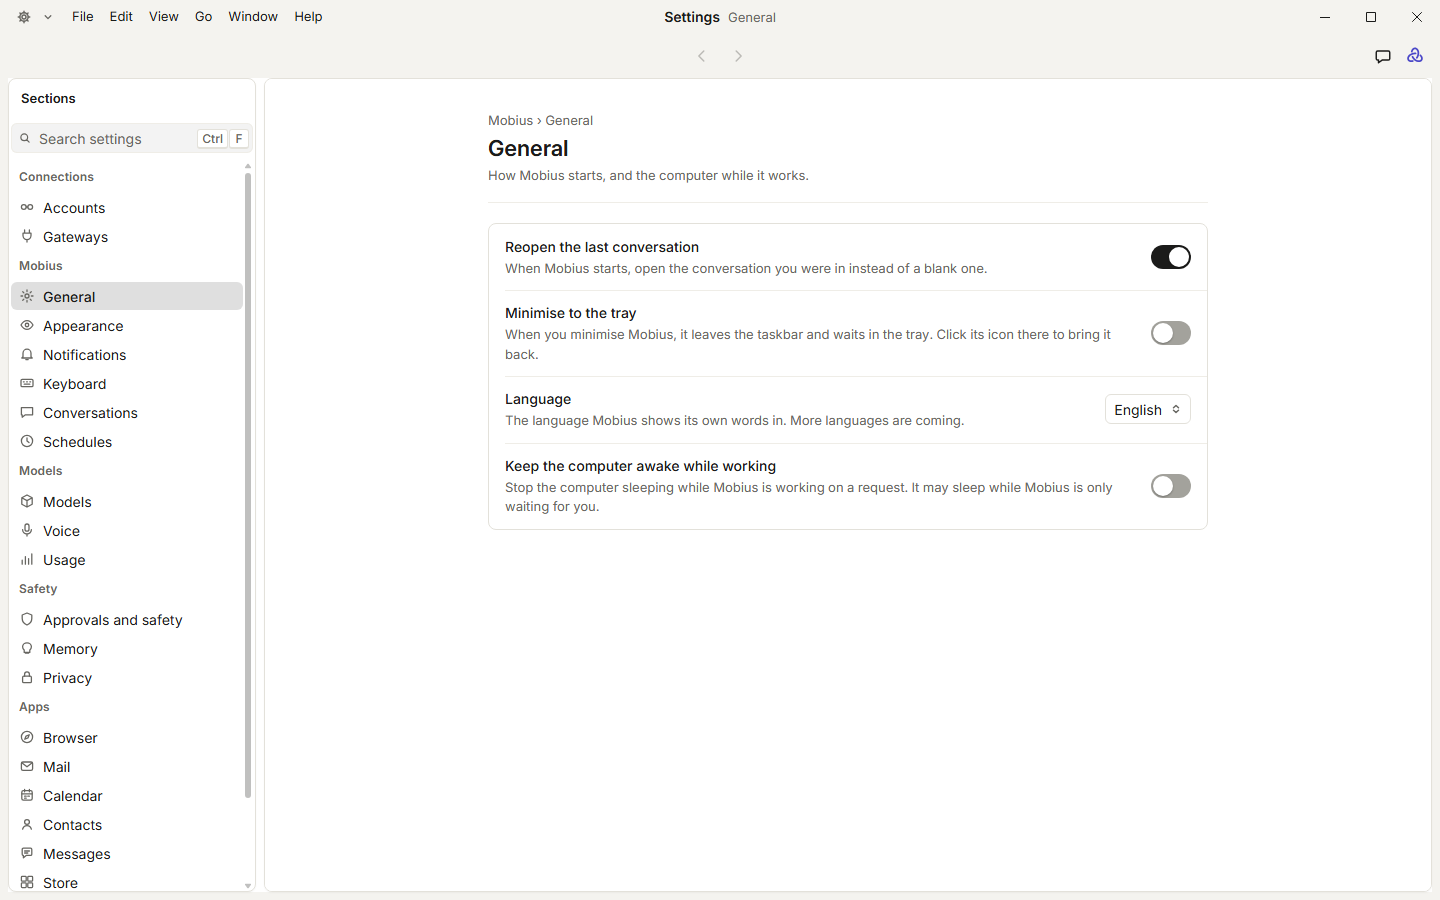 File Edit View Go Window Help
Settings General
Sections
Search settings Ctrl F
Connections
Accounts
Gateways
Mobius
General
Appearance
Notifications
Keyboard
Conversations
Schedules
Models
Models
Voice
Usage
Safety
Approvals and safety
Memory
Privacy
Apps
Browser
Mail
Calendar
Contacts
Messages
Store
Mobius › General
General
How Mobius starts, and the computer while it works.
Reopen the last conversation
When Mobius starts, open the conversation you were in instead of a blank one.
Minimise to the tray
When you minimise Mobius, it leaves the taskbar and waits in the tray. Click its icon there to bring it
back.
Language
The language Mobius shows its own words in. More languages are coming.
English
Keep the computer awake while working
Stop the computer sleeping while Mobius is working on a request. It may sleep while Mobius is only
waiting for you.